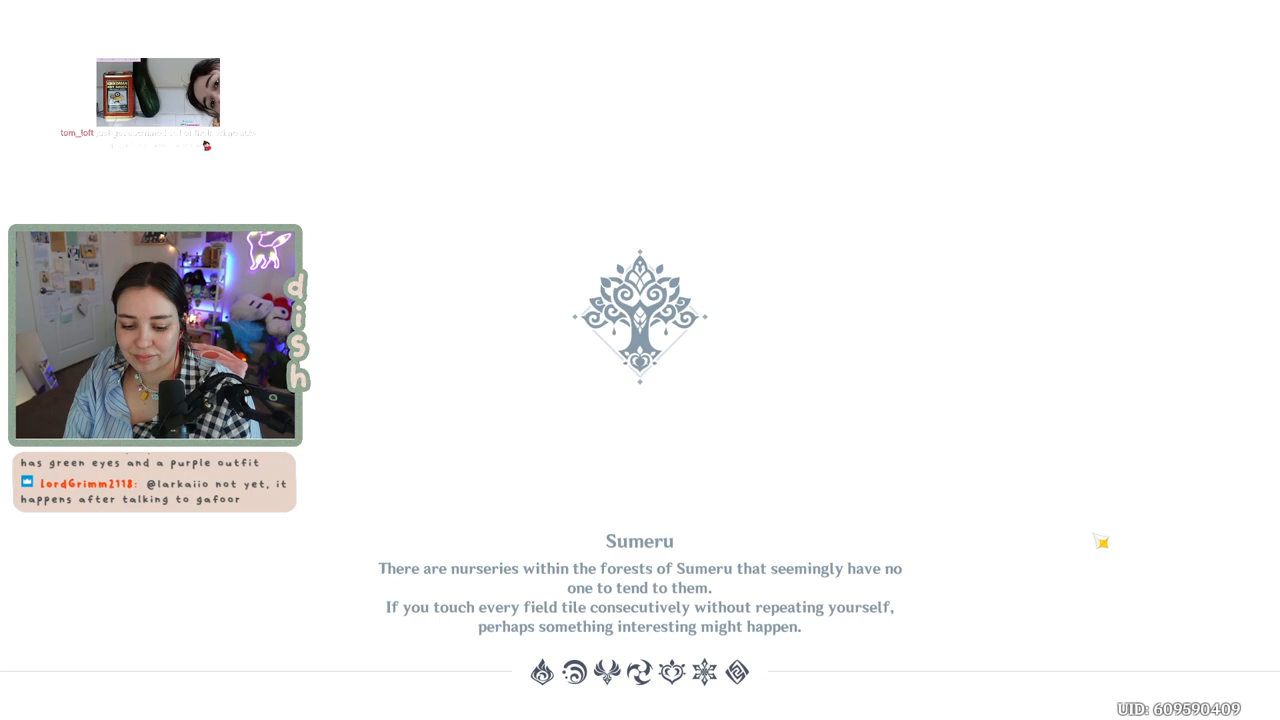 tom_loft
dish
has green eyes and a purple outfit
LordGrimm2118: @larkaiio not yet, it
happens after talking to gafoor
Sumeru
There are nurseries within the forests of Sumeru that seemingly have no
one to tend to them.
If you touch every field tile consecutively without repeating yourself,
perhaps something interesting might happen.
UID: 609590409